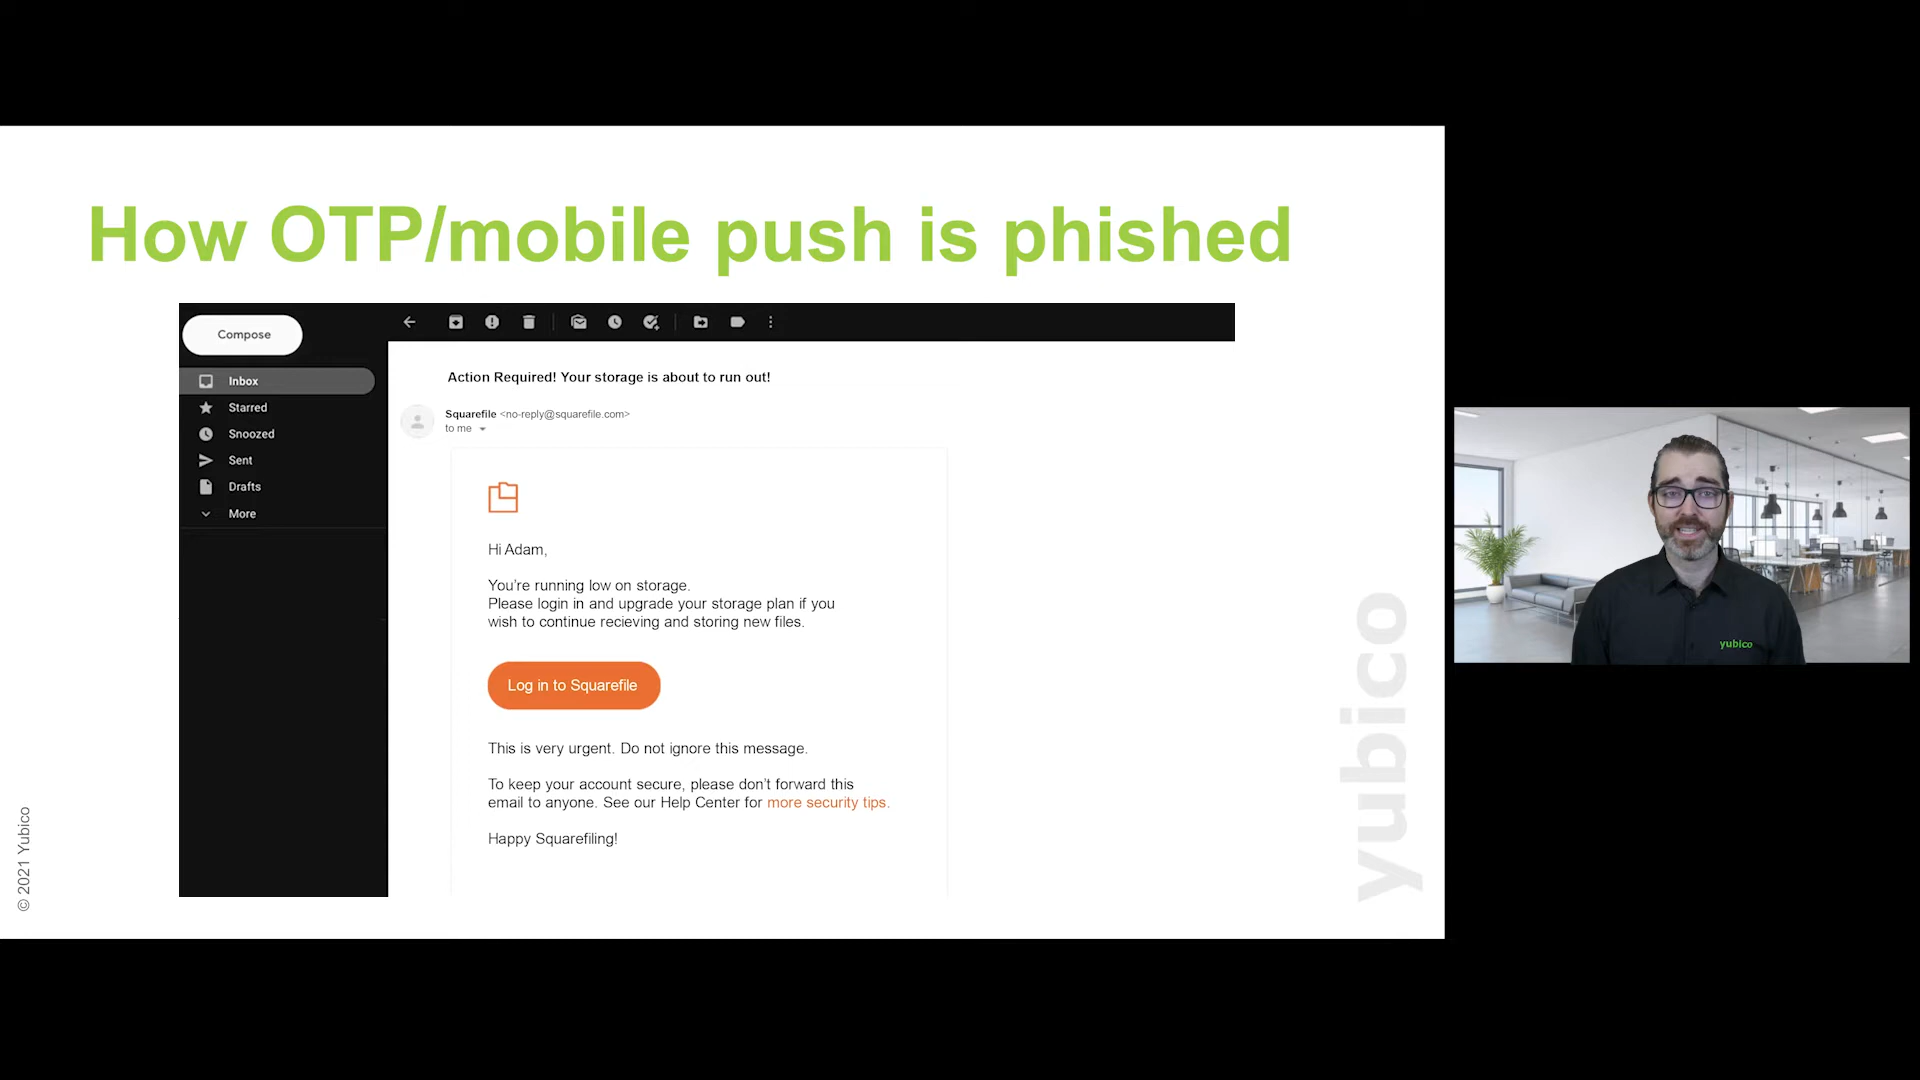 How OTP/mobile push is phished
Compose
Inbox
Starred
Snoozed
Sent
Drafts
More
Action Required! Your storage is about to run out!
Squarefile <no-reply@squarefile.com>
to me
Hi Adam,
You're running low on storage.
Please login in and upgrade your storage plan if you
wish to continue recieving and storing new files.
Log in to Squarefile
This is very urgent. Do not ignore this message.
To keep your account secure, please don't forward this
email to anyone. See our Help Center for more security tips.
Happy Squarefiling!
© 2021 Yubico
yubico
yubico